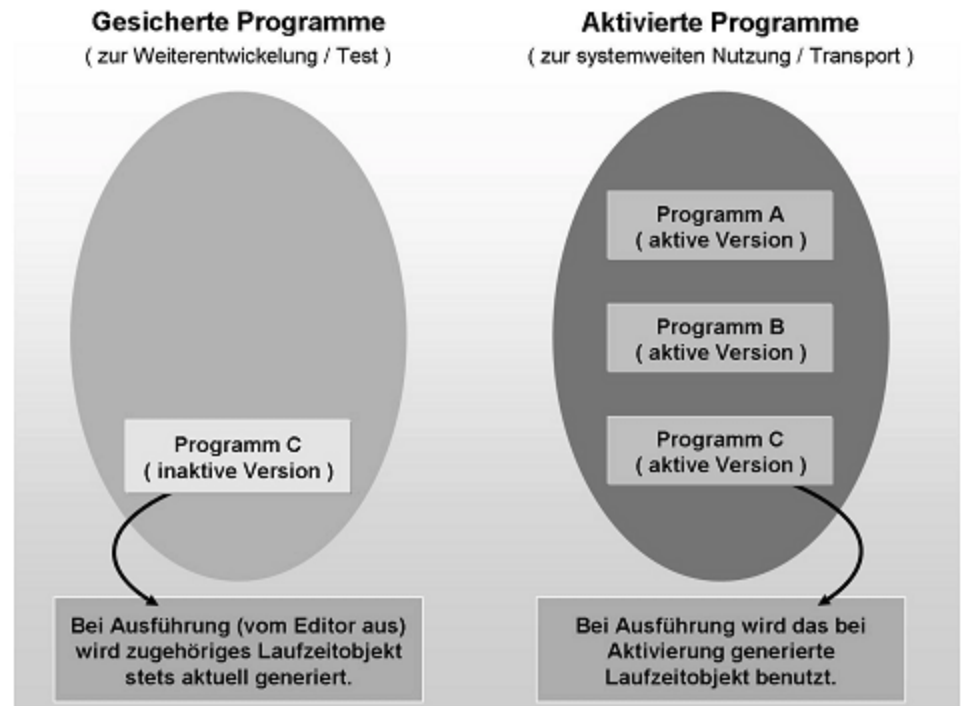 Gesicherte Programme
( zur Weiterentwickelung / Test )
Programm C
( inaktive Version )
Bei Ausführung (vom Editor aus)
wird zugehöriges Laufzeitobjekt
stets aktuell generiert.
Aktivierte Programme
( zur systemweiten Nutzung / Transport )
Programm A
( aktive Version )
Programm B
( aktive Version )
Programm C
( aktive Version )
Bei Ausführung wird das bei
Aktivierung generierte
Laufzeitobjekt benutzt.